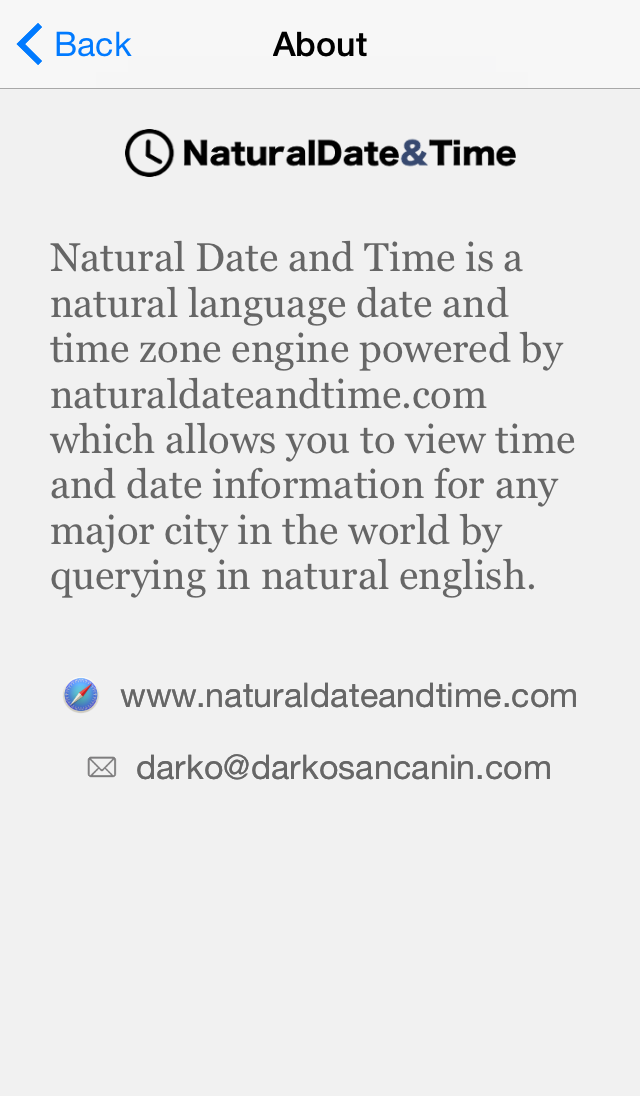 Back
About
NaturalDate&Time
Natural Date and Time is a
natural language date and
time zone engine powered by
naturaldateandtime.com
which allows you to view time
and date information for any
major city in the world by
querying in natural english.
www.naturaldateandtime.com
darko@darkosancanin.com